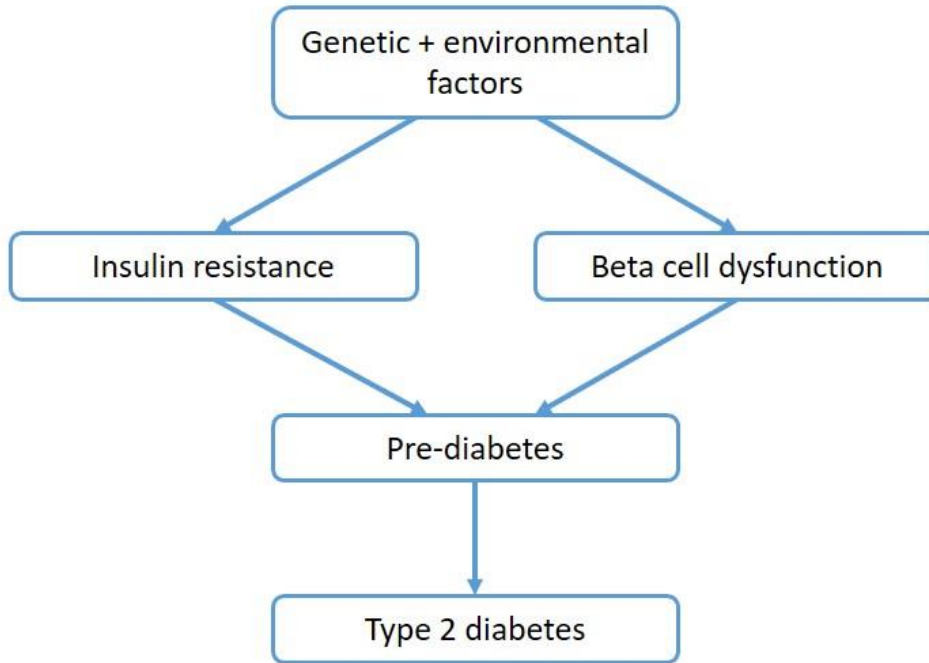 Genetic + environmental
factors
Insulin resistance
Beta cell dysfunction
Pre-diabetes
Type 2 diabetes